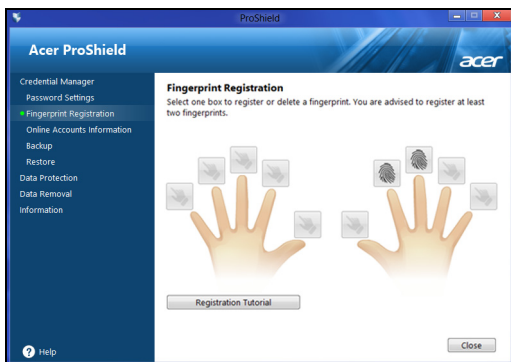 ProShield
Acer ProShield
acer
Credential Manager
Password Settings
Fingerprint Registration
Online Accounts Information
Backup
Restore
Data Protection
Data Removal
Information
Help
Fingerprint Registration
Select one box to register or delete a fingerprint. You are advised to register at least
two fingerprints.
Registration Tutorial
Close